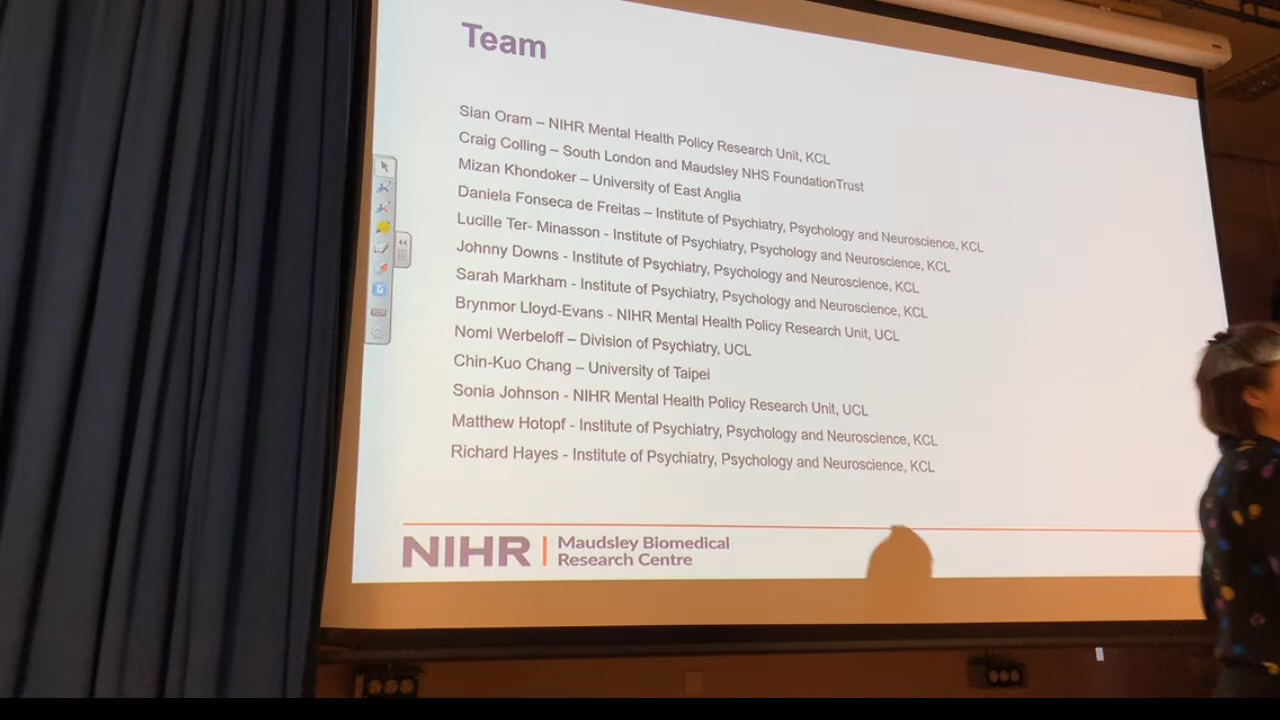 Team
Sian Oram – NIHR Mental Health Policy Research Unit, KCL
Craig Colling – South London and Maudsley NHS FoundationTrust
Mizan Khondoker – University of East Anglia
Daniela Fonseca de Freitas – Institute of Psychiatry, Psychology and Neuroscience, KCL
Lucille Ter- Minasson - Institute of Psychiatry, Psychology and Neuroscience, KCL
Johnny Downs - Institute of Psychiatry, Psychology and Neuroscience, KCL
Sarah Markham - Institute of Psychiatry, Psychology and Neuroscience, KCL
Brynmor Lloyd-Evans - NIHR Mental Health Policy Research Unit, UCL
Nomi Werbeloff – Division of Psychiatry, UCL
Chin-Kuo Chang – University of Taipei
Sonia Johnson - NIHR Mental Health Policy Research Unit, UCL
Matthew Hotopf - Institute of Psychiatry, Psychology and Neuroscience, KCL
Richard Hayes - Institute of Psychiatry, Psychology and Neuroscience, KCL
NIHR | Maudsley Biomedical
Research Centre